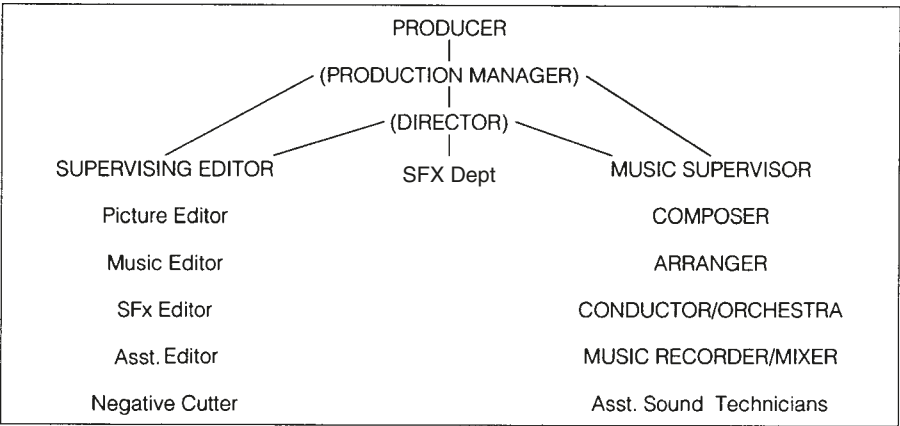 PRODUCER
(PRODUCTION MANAGER)
(DIRECTOR)
SUPERVISING EDITOR
SFX Dept
MUSIC SUPERVISOR
Picture Editor
COMPOSER
Music Editor
ARRANGER
SFx Editor
CONDUCTOR/ORCHESTRA
Asst. Editor
MUSIC RECORDER/MIXER
Negative Cutter
Asst. Sound Technicians